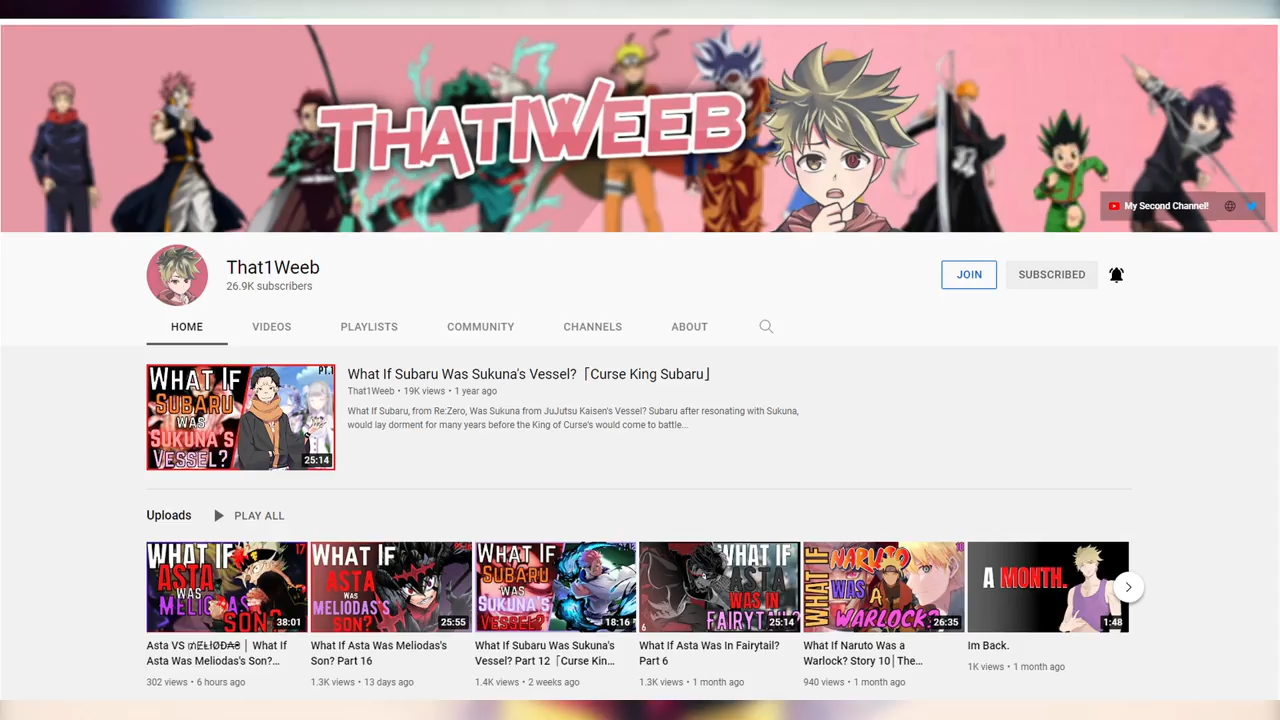 THAT1WEEB
My Second Channel!
That1Weeb
26.9K subscribers
JOIN
SUBSCRIBED
HOME
VIDEOS
PLAYLISTS
COMMUNITY
CHANNELS
ABOUT
WHAT IF
SUBARU
WAS
SUKUNA'S
VESSEL?
PT.1
25:14
What If Subaru Was Sukuna's Vessel?「Curse King Subaru」
That1Weeb • 19K views • 1 year ago
What If Subaru, from Re:Zero, Was Sukuna from JuJutsu Kaisen's Vessel? Subaru after resonating with Sukuna,
would lay dorment for many years before the King of Curse's would come to battle...
Uploads
PLAY ALL
WHAT IF
ASTA
WAS
MELIODAS
SON?
17
38:01
WHAT IF
ASTA
WAS
MELIODAS'S
SON?
25:55
WHAT IF
SUBARU
WAS
SUKUNA'S
VESSEL?
18:16
WHAT IF
ASTA
WAS IN
FAIRYTAIL?
6
25:14
WHAT IF
NARUTO
WAS A
WARLOCK?
10
26:35
A MONTH.
1:48
Asta VS | What If
Asta Was Meliodas's Son?...
302 views • 6 hours ago
What If Asta Was Meliodas's
Son? Part 16
1.3K views • 13 days ago
What If Subaru Was Sukuna's
Vessel? Part 12「Curse Kin...
1.4K views • 2 weeks ago
What If Asta Was In Fairytail?
Part 6
1.3K views • 1 month ago
What If Naruto Was a
Warlock? Story 10│The...
940 views • 1 month ago
Im Back.
1K views • 1 month ago